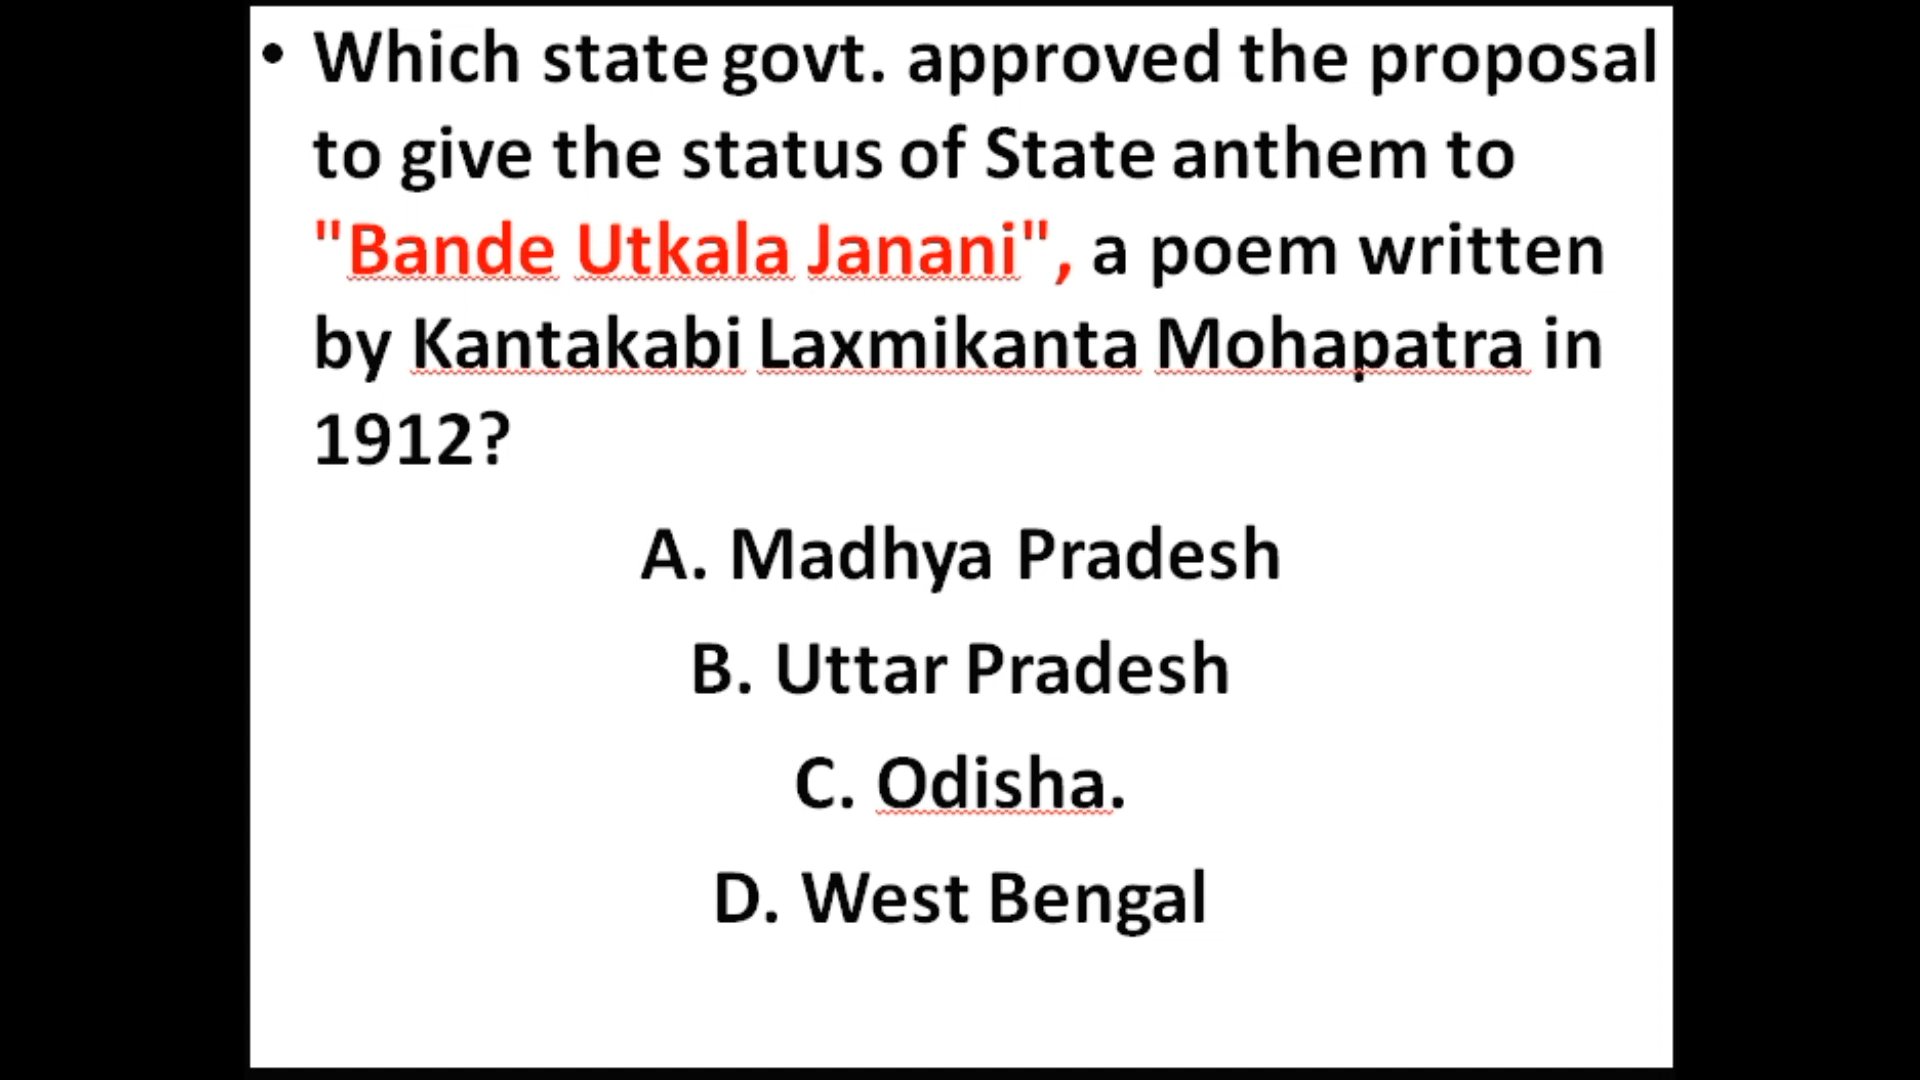 • Which state govt. approved the proposal
to give the status of State anthem to
"Bande Utkala Janani", a poem written
by Kantakabi Laxmikanta Mohapatra in
1912?
A. Madhya Pradesh
B. Uttar Pradesh
C. Odisha.
D. West Bengal